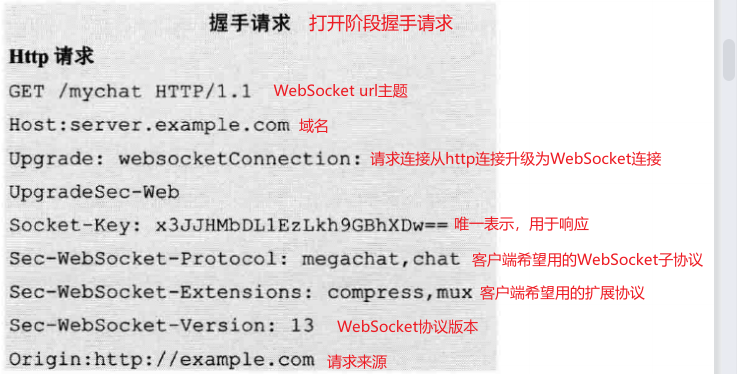 握手请求 打开阶段握手请求
Http 请求
GET /mychat HTTP/1.1 WebSocket url主题
Host:server.example.com 域名
Upgrade: websocketConnection: 请求连接从http连接升级为WebSocket连接
UpgradeSec-Web
Socket-Key: x3JJHMbDL1EzLkh9GBhXDw== 唯一表示，用于响应
Sec-WebSocket-Protocol: megachat,chat 客户端希望用的WebSocket子协议
Sec-WebSocket-Extensions: compress,mux 客户端希望用的扩展协议
Sec-WebSocket-Version: 13 WebSocket协议版本
Origin:http://example.com 请求来源